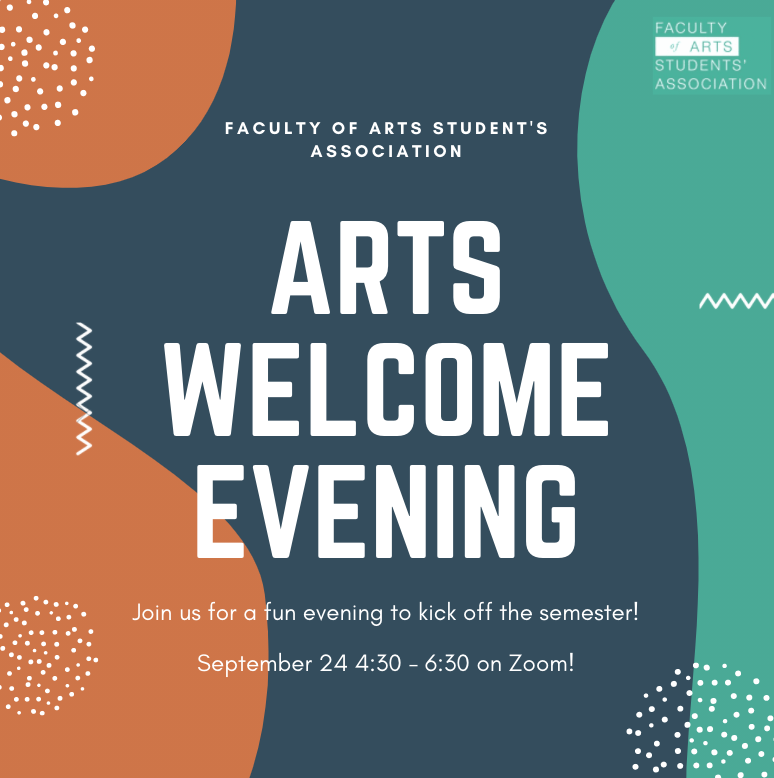 FACULTY
of ARTS
STUDENTS'
ASSOCIATION
FACULTY OF ARTS STUDENT'S
ASSOCIATION
ARTS
WELCOME
EVENING
Join us for a fun evening to kick off the semester!
September 24 4:30 - 6:30 on Zoom!